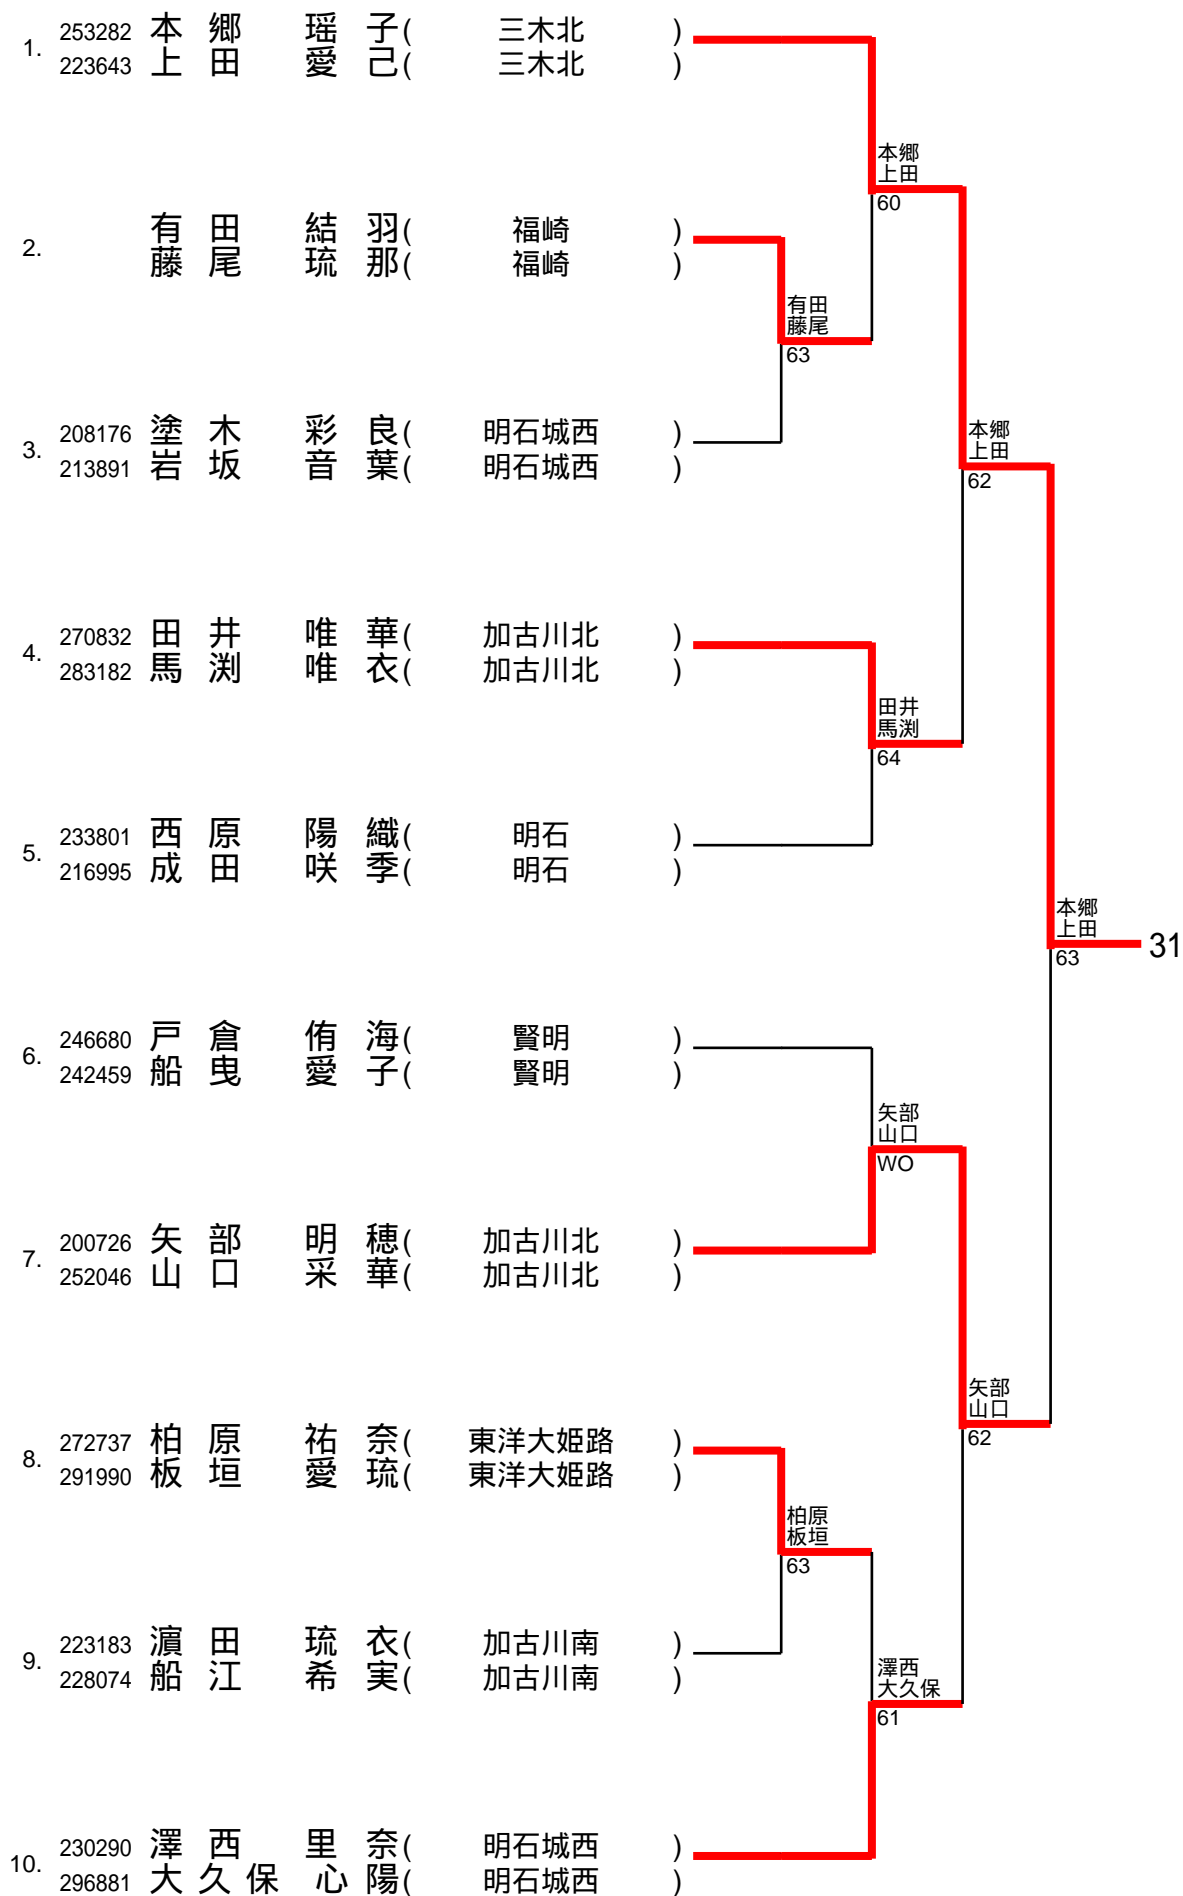 1. 253282 本郷 瑶子( 三木北 )
223643 上田 愛己( 三木北 )
本郷
上田
60
2. 有田 結羽( 福崎 )
藤尾 琉那( 福崎 )
有田
藤尾
63
3. 208176 塗木 彩良( 明石城西 )
213891 岩坂 音葉( 明石城西 )
本郷
上田
62
4. 270832 田井 唯華( 加古川北 )
283182 馬渕 唯衣( 加古川北 )
田井
馬渕
64
5. 233801 西原 陽織( 明石 )
216995 成田 咲季( 明石 )
本郷
上田
63
31
6. 246680 戸倉 侑海( 賢明 )
242459 船曳 愛子( 賢明 )
矢部
山口
WO
7. 200726 矢部 明穂( 加古川北 )
252046 山口 采華( 加古川北 )
矢部
山口
62
8. 272737 柏原 祐奈( 東洋大姫路 )
291990 板垣 愛琉( 東洋大姫路 )
柏原
板垣
63
9. 223183 濵田 琉衣( 加古川南 )
228074 船江 希実( 加古川南 )
澤西
大久保
61
10. 230290 澤西 里奈( 明石城西 )
296881 大久保 心陽( 明石城西 )